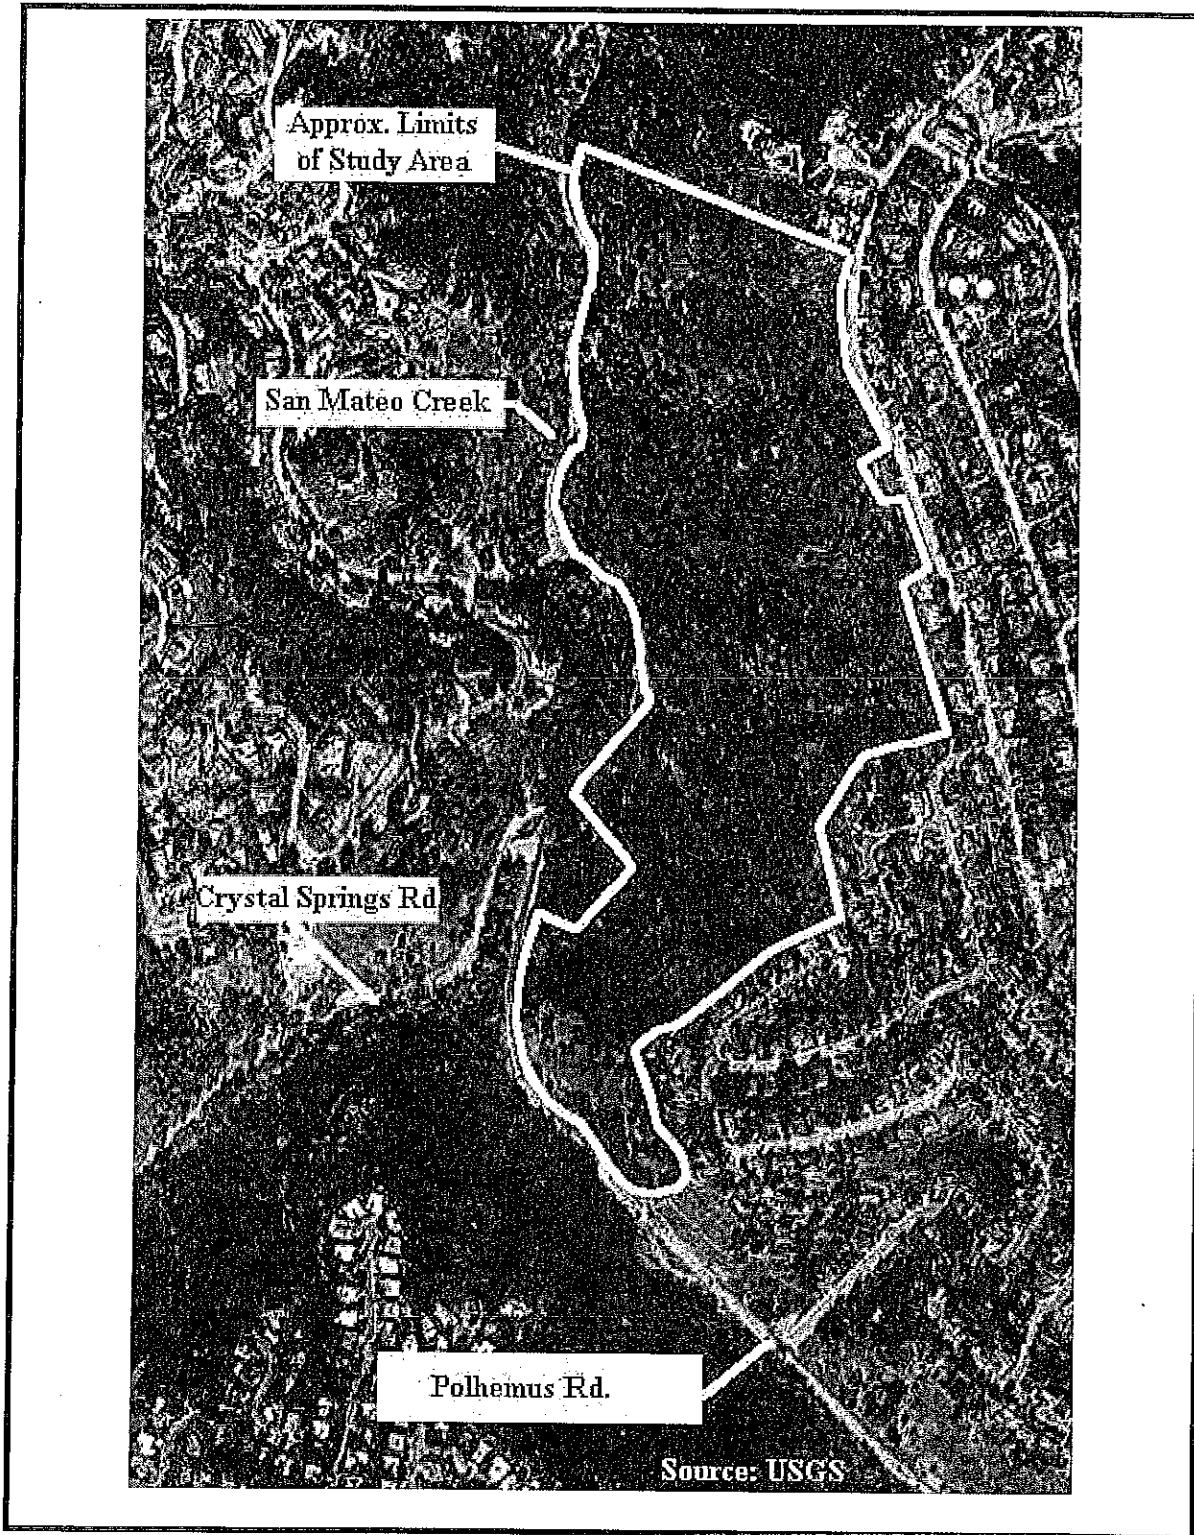 Approx. Limits
of Study Area
San Mateo Creek
Crystal Springs Rd
Polhemus Rd.
Source: USGS